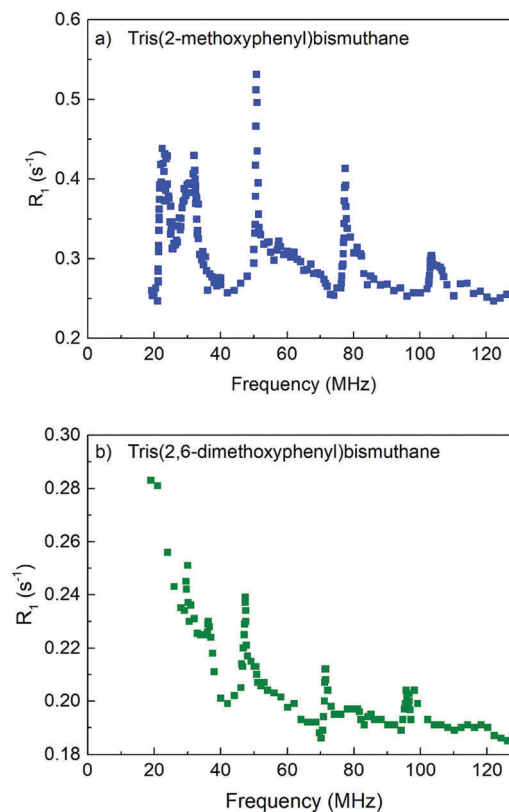 a) Tris(2-methoxyphenyl)bismuthane
0.6
0.5
0.4
0.3
0.2
R₁ (s⁻¹)
0 20 40 60 80 100 120
Frequency (MHz)
b) Tris(2,6-dimethoxyphenyl)bismuthane
0.30
0.28
0.26
0.24
0.22
0.20
0.18
R₁ (s⁻¹)
0 20 40 60 80 100 120
Frequency (MHz)